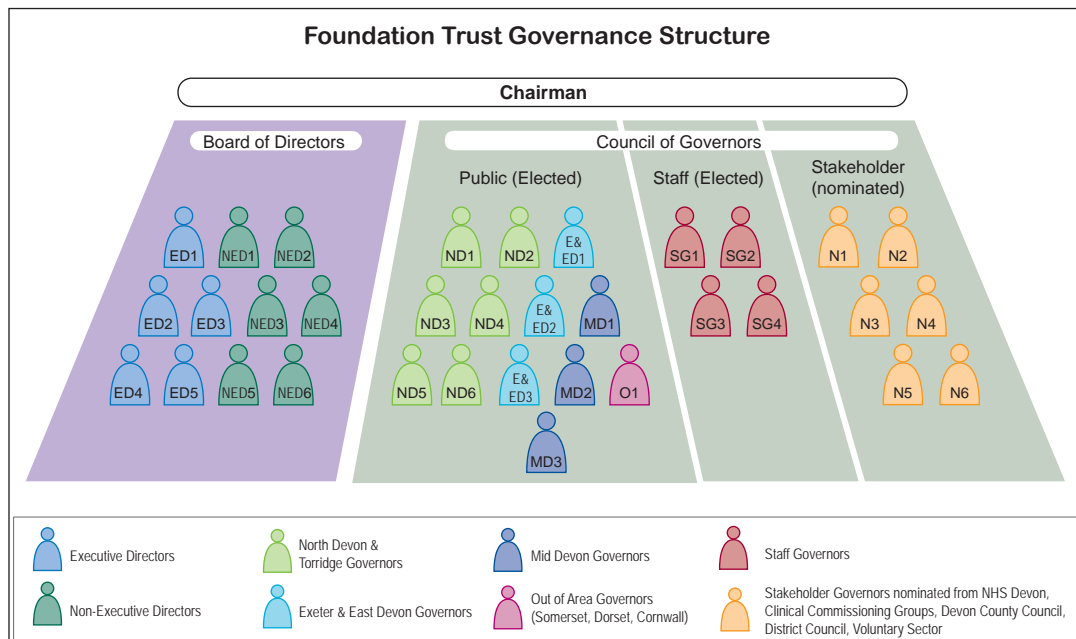 Foundation Trust Governance Structure
Chairman
Board of Directors
Council of Governors
Public (Elected)
Staff (Elected)
Stakeholder
(nominated)
ED1
NED1
NED2
ND1
ND2
E&
ED1
SG1
SG2
N1
N2
ED2
ED3
NED3
NED4
ND3
ND4
E&
ED2
MD1
SG3
SG4
N3
N4
ED4
ED5
NED5
NED6
ND5
ND6
E&
ED3
MD2
O1
N5
N6
MD3
Executive Directors
North Devon &
Torridge Governors
Mid Devon Governors
Staff Governors
Non-Executive Directors
Exeter & East Devon Governors
Out of Area Governors
(Somerset, Dorset, Cornwall)
Stakeholder Governors nominated from NHS Devon,
Clinical Commissioning Groups, Devon County Council,
District Council, Voluntary Sector